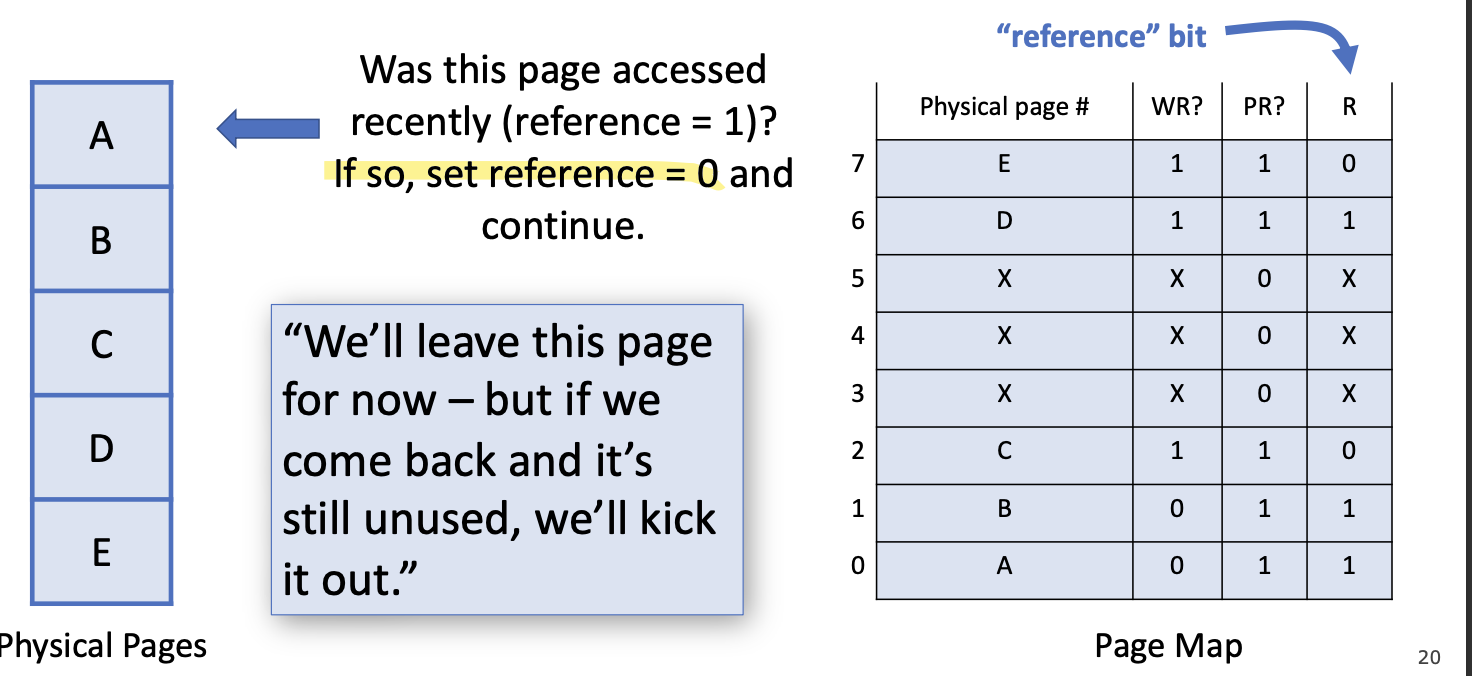 A
B
C
D
E
Physical Pages
Was this page accessed
recently (reference = 1)?
If so, set reference = 0 and
continue.
“We’ll leave this page
for now – but if we
come back and it’s
still unused, we’ll kick
it out.”
“reference” bit
Physical page # WR? PR? R
7 E 1 1 0
6 D 1 1 1
5 X X 0 X
4 X X 0 X
3 X X 0 X
2 C 1 1 0
1 B 0 1 1
0 A 0 1 1
Page Map
20